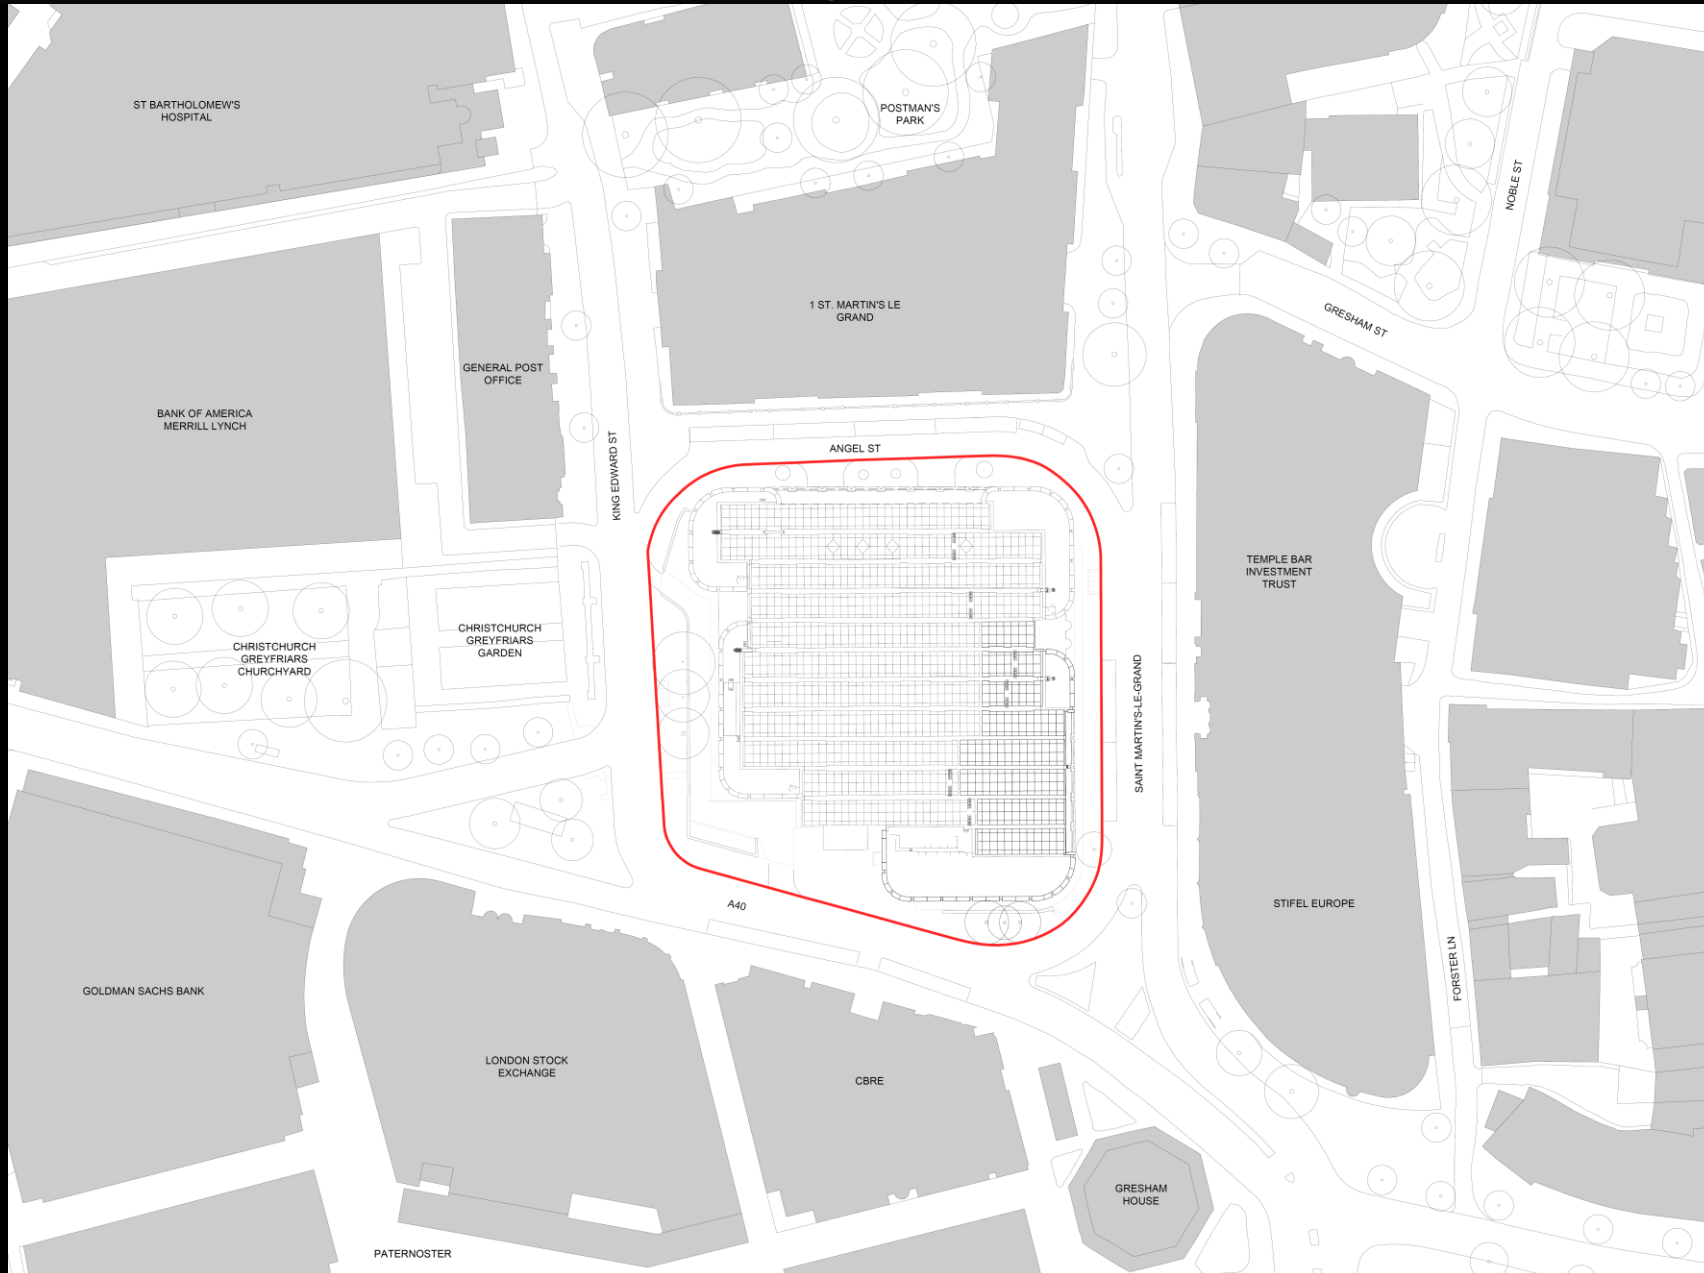 ST BARTHOLOMEW'S
HOSPITAL
POSTMAN'S
PARK
NOBLE ST
1 ST. MARTIN'S LE
GRAND
GRESHAM ST
GENERAL POST
OFFICE
BANK OF AMERICA
MERRILL LYNCH
KING EDWARD ST
ANGEL ST
TEMPLE BAR
INVESTMENT
TRUST
CHRISTCHURCH
GREYFRIARS
CHURCHYARD
CHRISTCHURCH
GREYFRIARS
GARDEN
SAINT MARTIN'S-LE-GRAND
A40
STIFEL EUROPE
FORSTER LN
GOLDMAN SACHS BANK
LONDON STOCK
EXCHANGE
CBRE
GRESHAM
HOUSE
PATERNOSTER